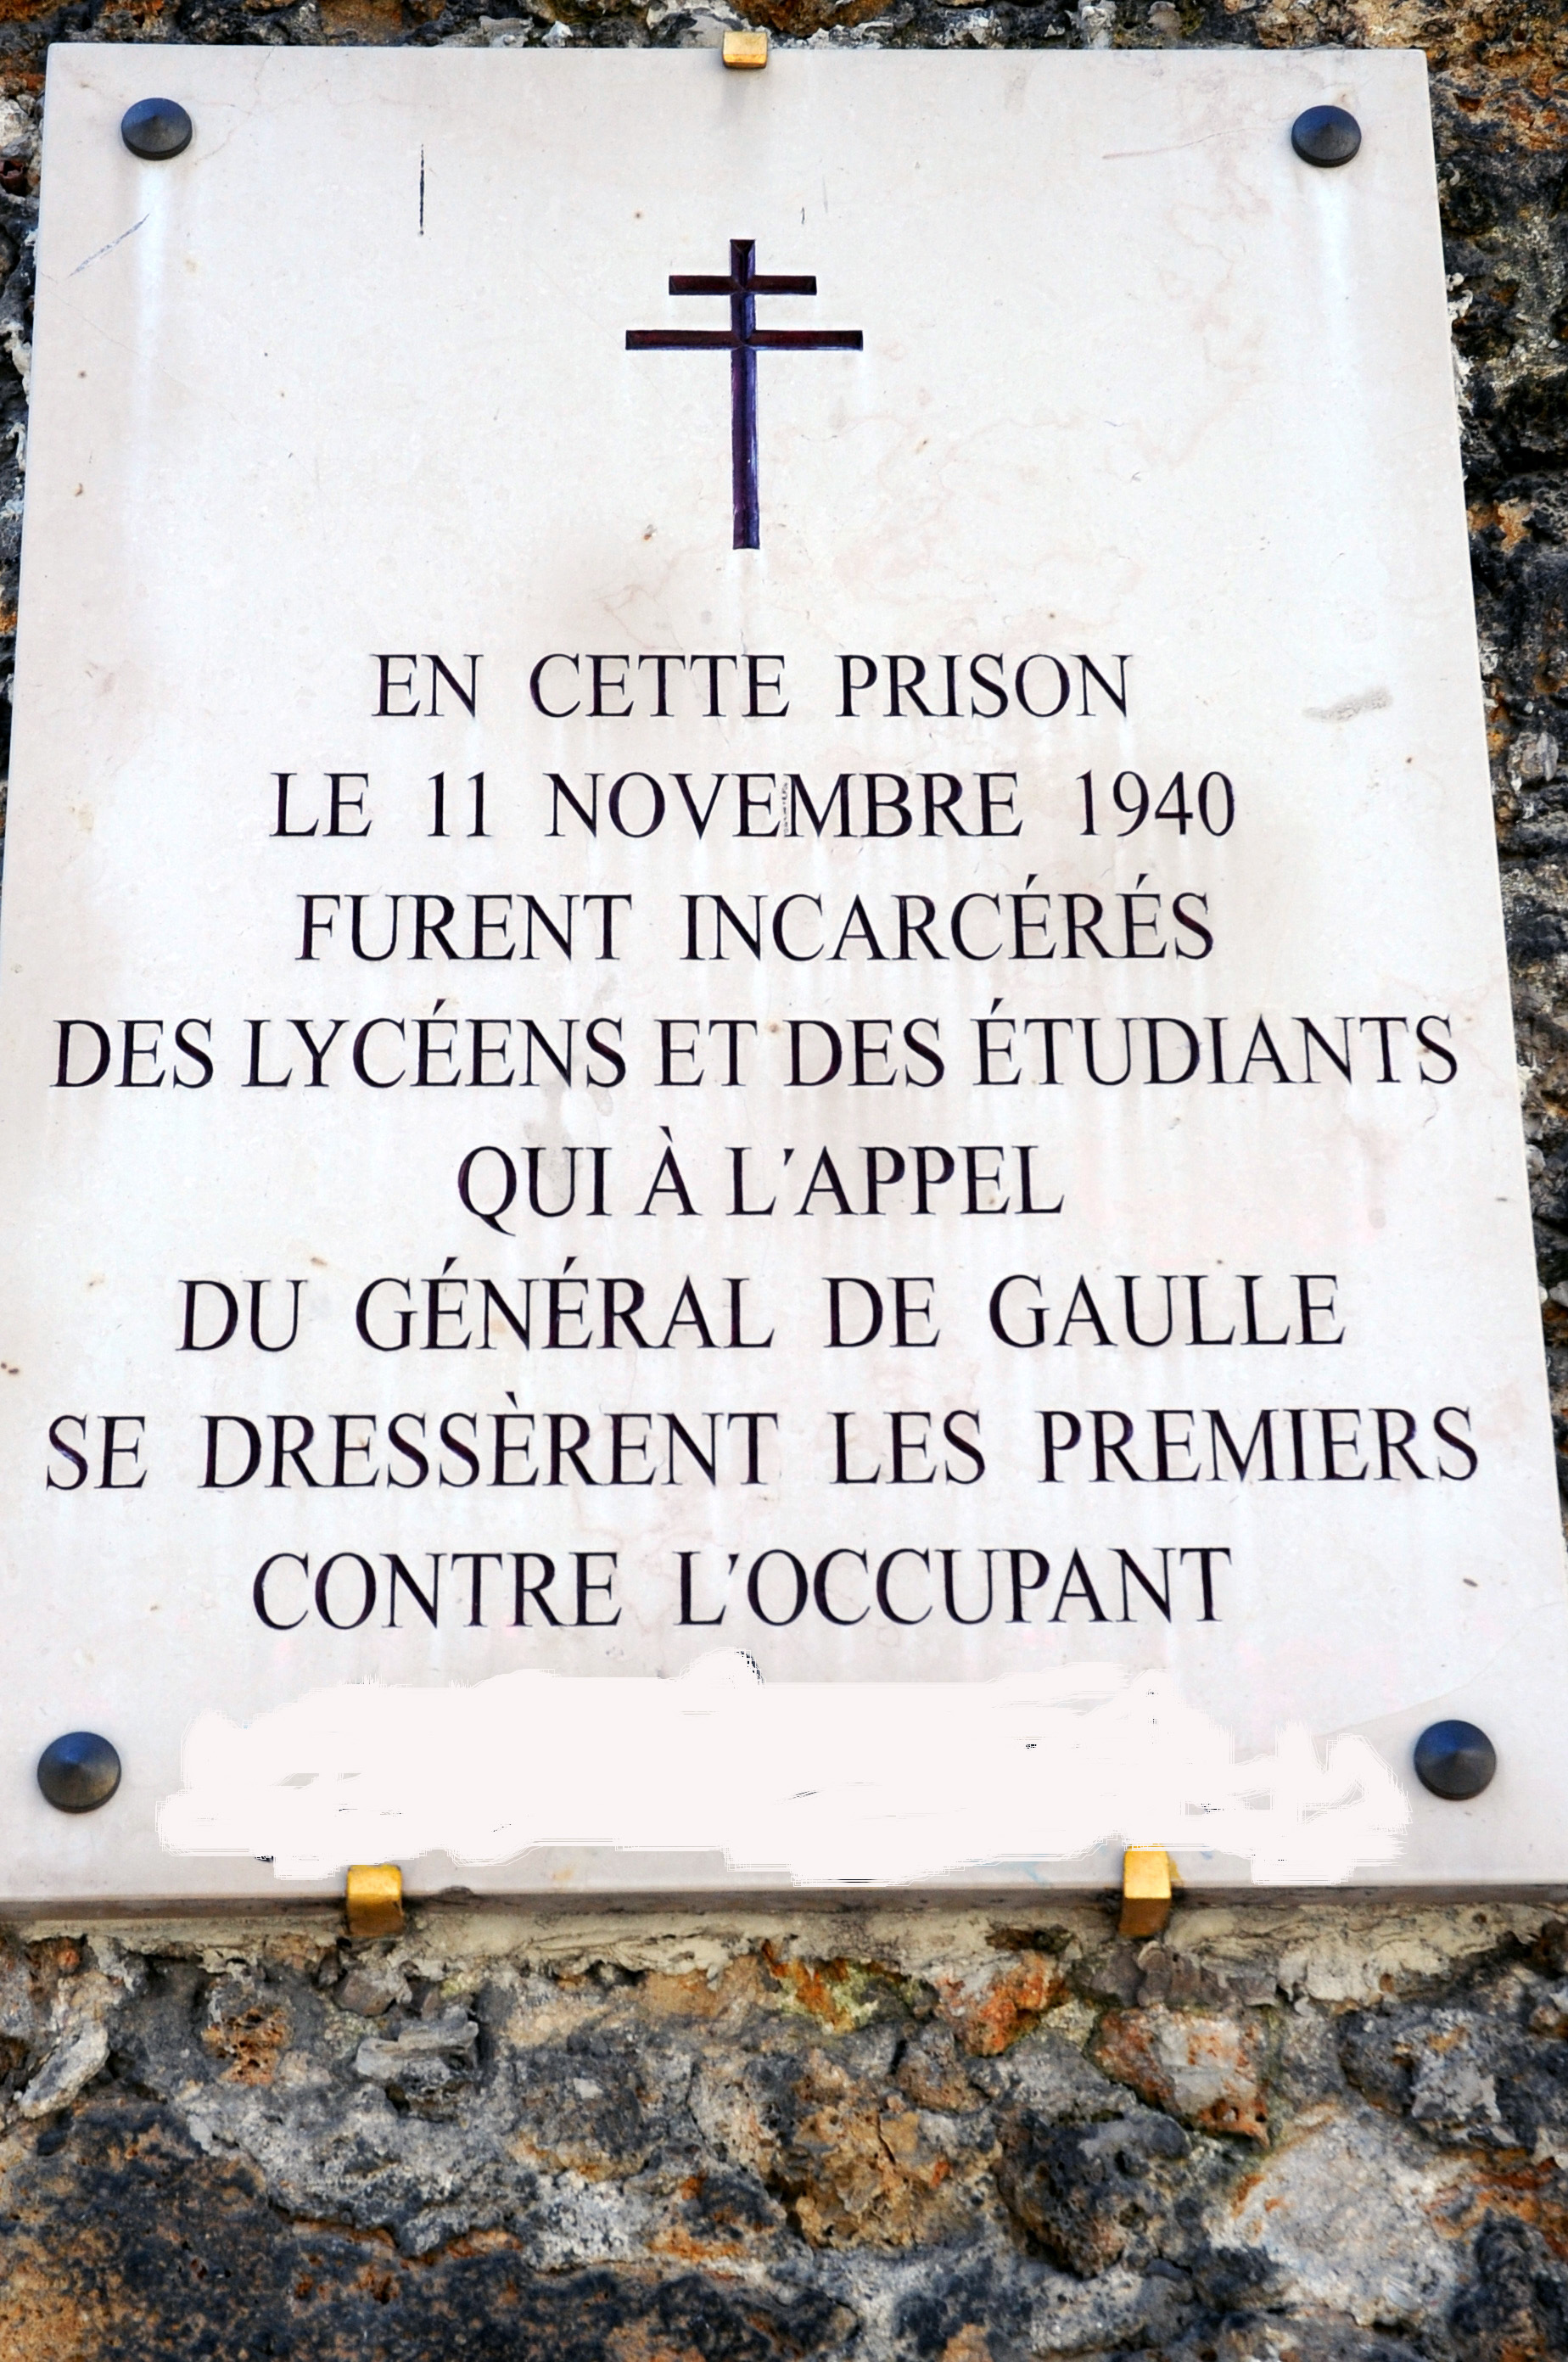 EN CETTE PRISON
LE 11 NOVEMBRE 1940
FURENT INCARCÉRÉS
DES LYCÉENS ET DES ÉTUDIANTS
QUI À L'APPEL
DU GÉNÉRAL DE GAULLE
SE DRESSÈRENT LES PREMIERS
CONTRE L'OCCUPANT